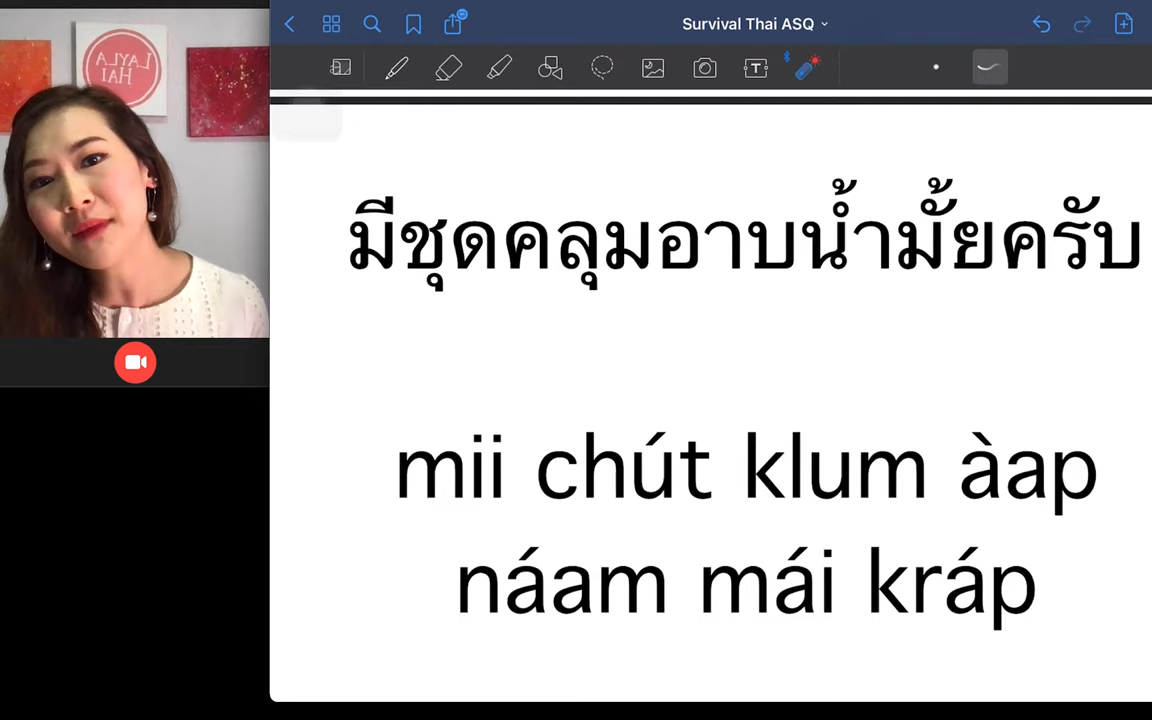 LAYLA
HAI
Survival Thai ASQ
T
มีชุดคลุมอาบน้ำมั้ยครับ
mii chút klum àap
náam mái kráp